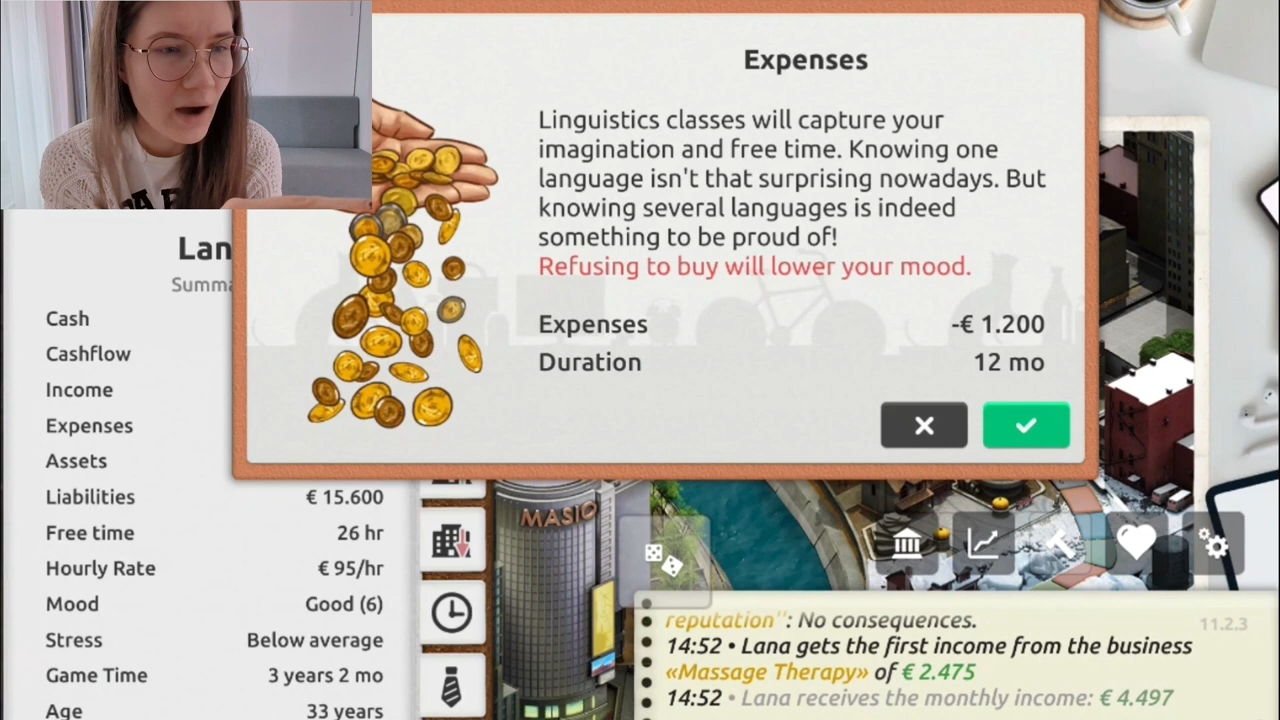 Expenses
Linguistics classes will capture your
imagination and free time. Knowing one
language isn't that surprising nowadays. But
knowing several languages is indeed
something to be proud of!
Refusing to buy will lower your mood.
Expenses -€ 1.200
Duration 12 mo
Lan
Summa
Cash
Cashflow
Income
Expenses
Assets
Liabilities € 15.600
Free time 26 hr
Hourly Rate € 95/hr
Mood Good (6)
Stress Below average
Game Time 3 years 2 mo
Age 33 years
MASIO
reputation": No consequences.
11.2.3
14:52 • Lana gets the first income from the business
«Massage Therapy» of € 2.475
14:52 • Lana receives the monthly income: € 4.497